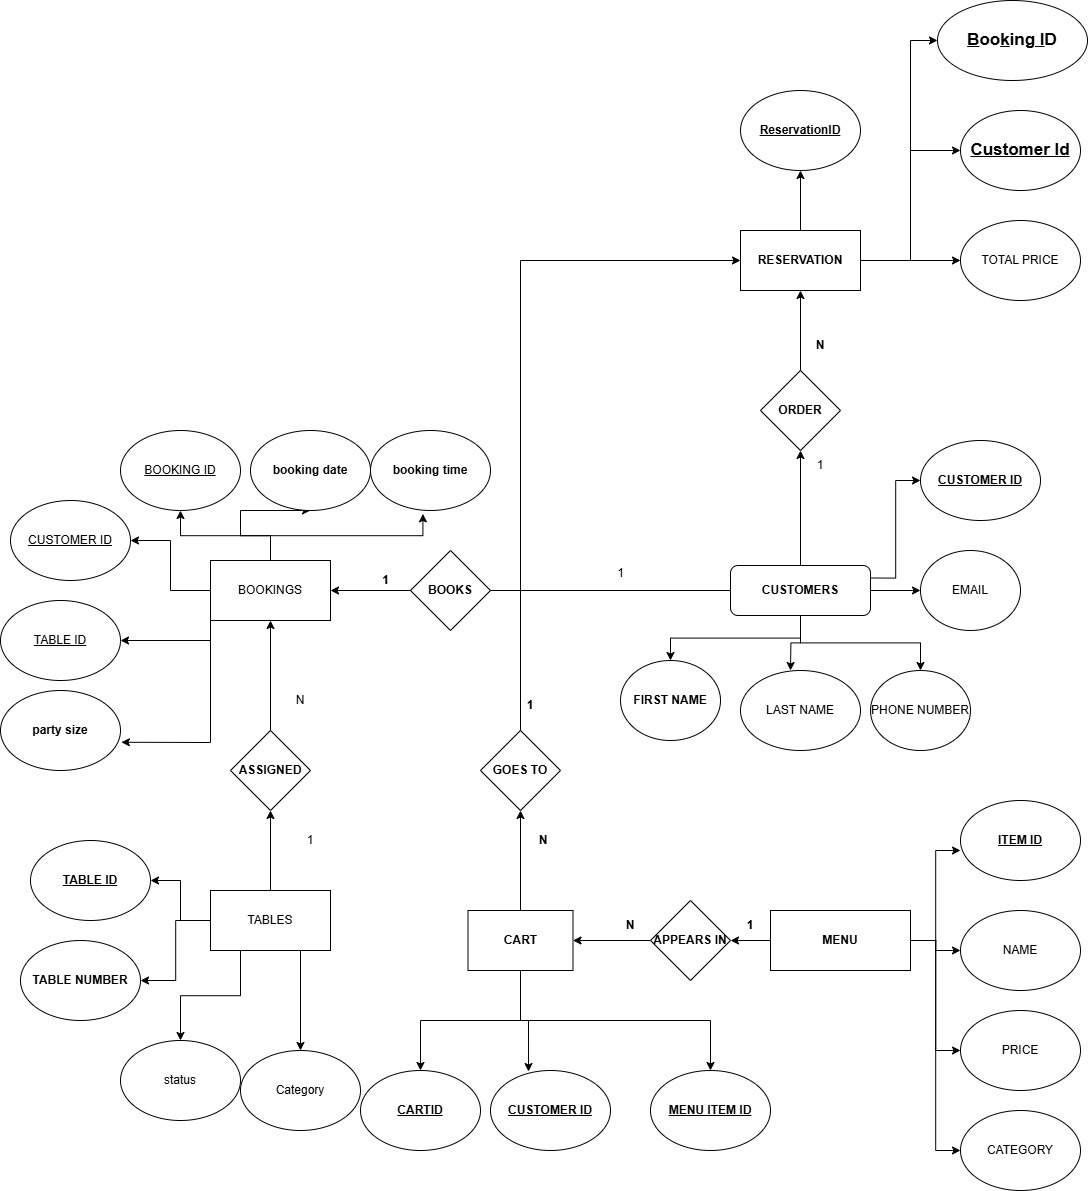 Booking ID
ReservationID
Customer Id
RESERVATION
TOTAL PRICE
N
ORDER
1
BOOKING ID
booking date
booking time
CUSTOMER ID
CUSTOMER ID
BOOKINGS
1
BOOKS
1
CUSTOMERS
EMAIL
TABLE ID
party size
N
1
FIRST NAME
LAST NAME
PHONE NUMBER
ASSIGNED
GOES TO
1
N
ITEM ID
TABLE ID
TABLES
CART
N
APPEARS IN
1
MENU
NAME
TABLE NUMBER
PRICE
status
Category
CARTID
CUSTOMER ID
MENU ITEM ID
CATEGORY